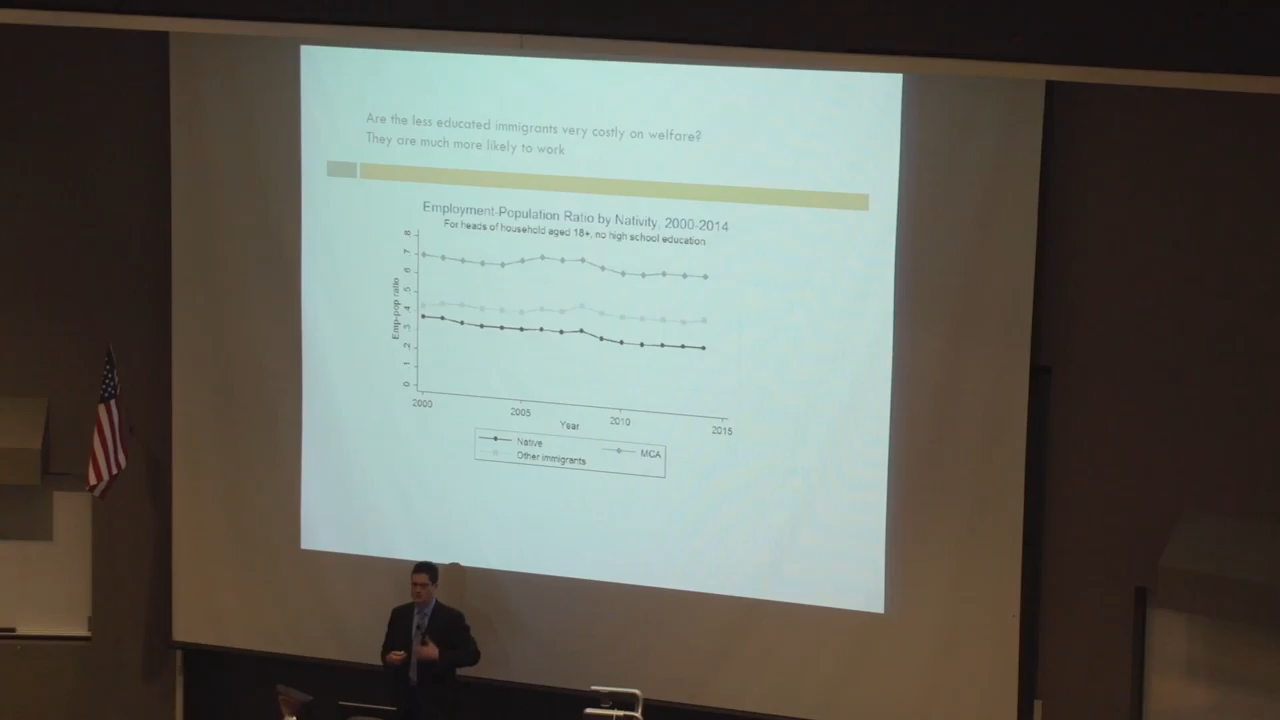 Are the less educated immigrants very costly on welfare?
They are much more likely to work
Employment-Population Ratio by Nativity, 2000-2014
For heads of household aged 18+, no high school education
Emp-pop ratio
.8
.7
.6
.5
.4
.3
.2
.1
0
2000
2005
2010
2015
Year
Native
MCA
Other immigrants